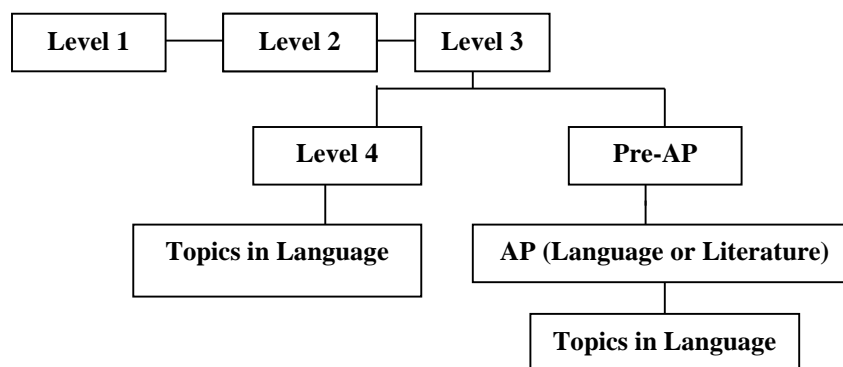 Level 1
Level 2
Level 3
Level 4
Pre-AP
Topics in Language
AP (Language or Literature)
Topics in Language